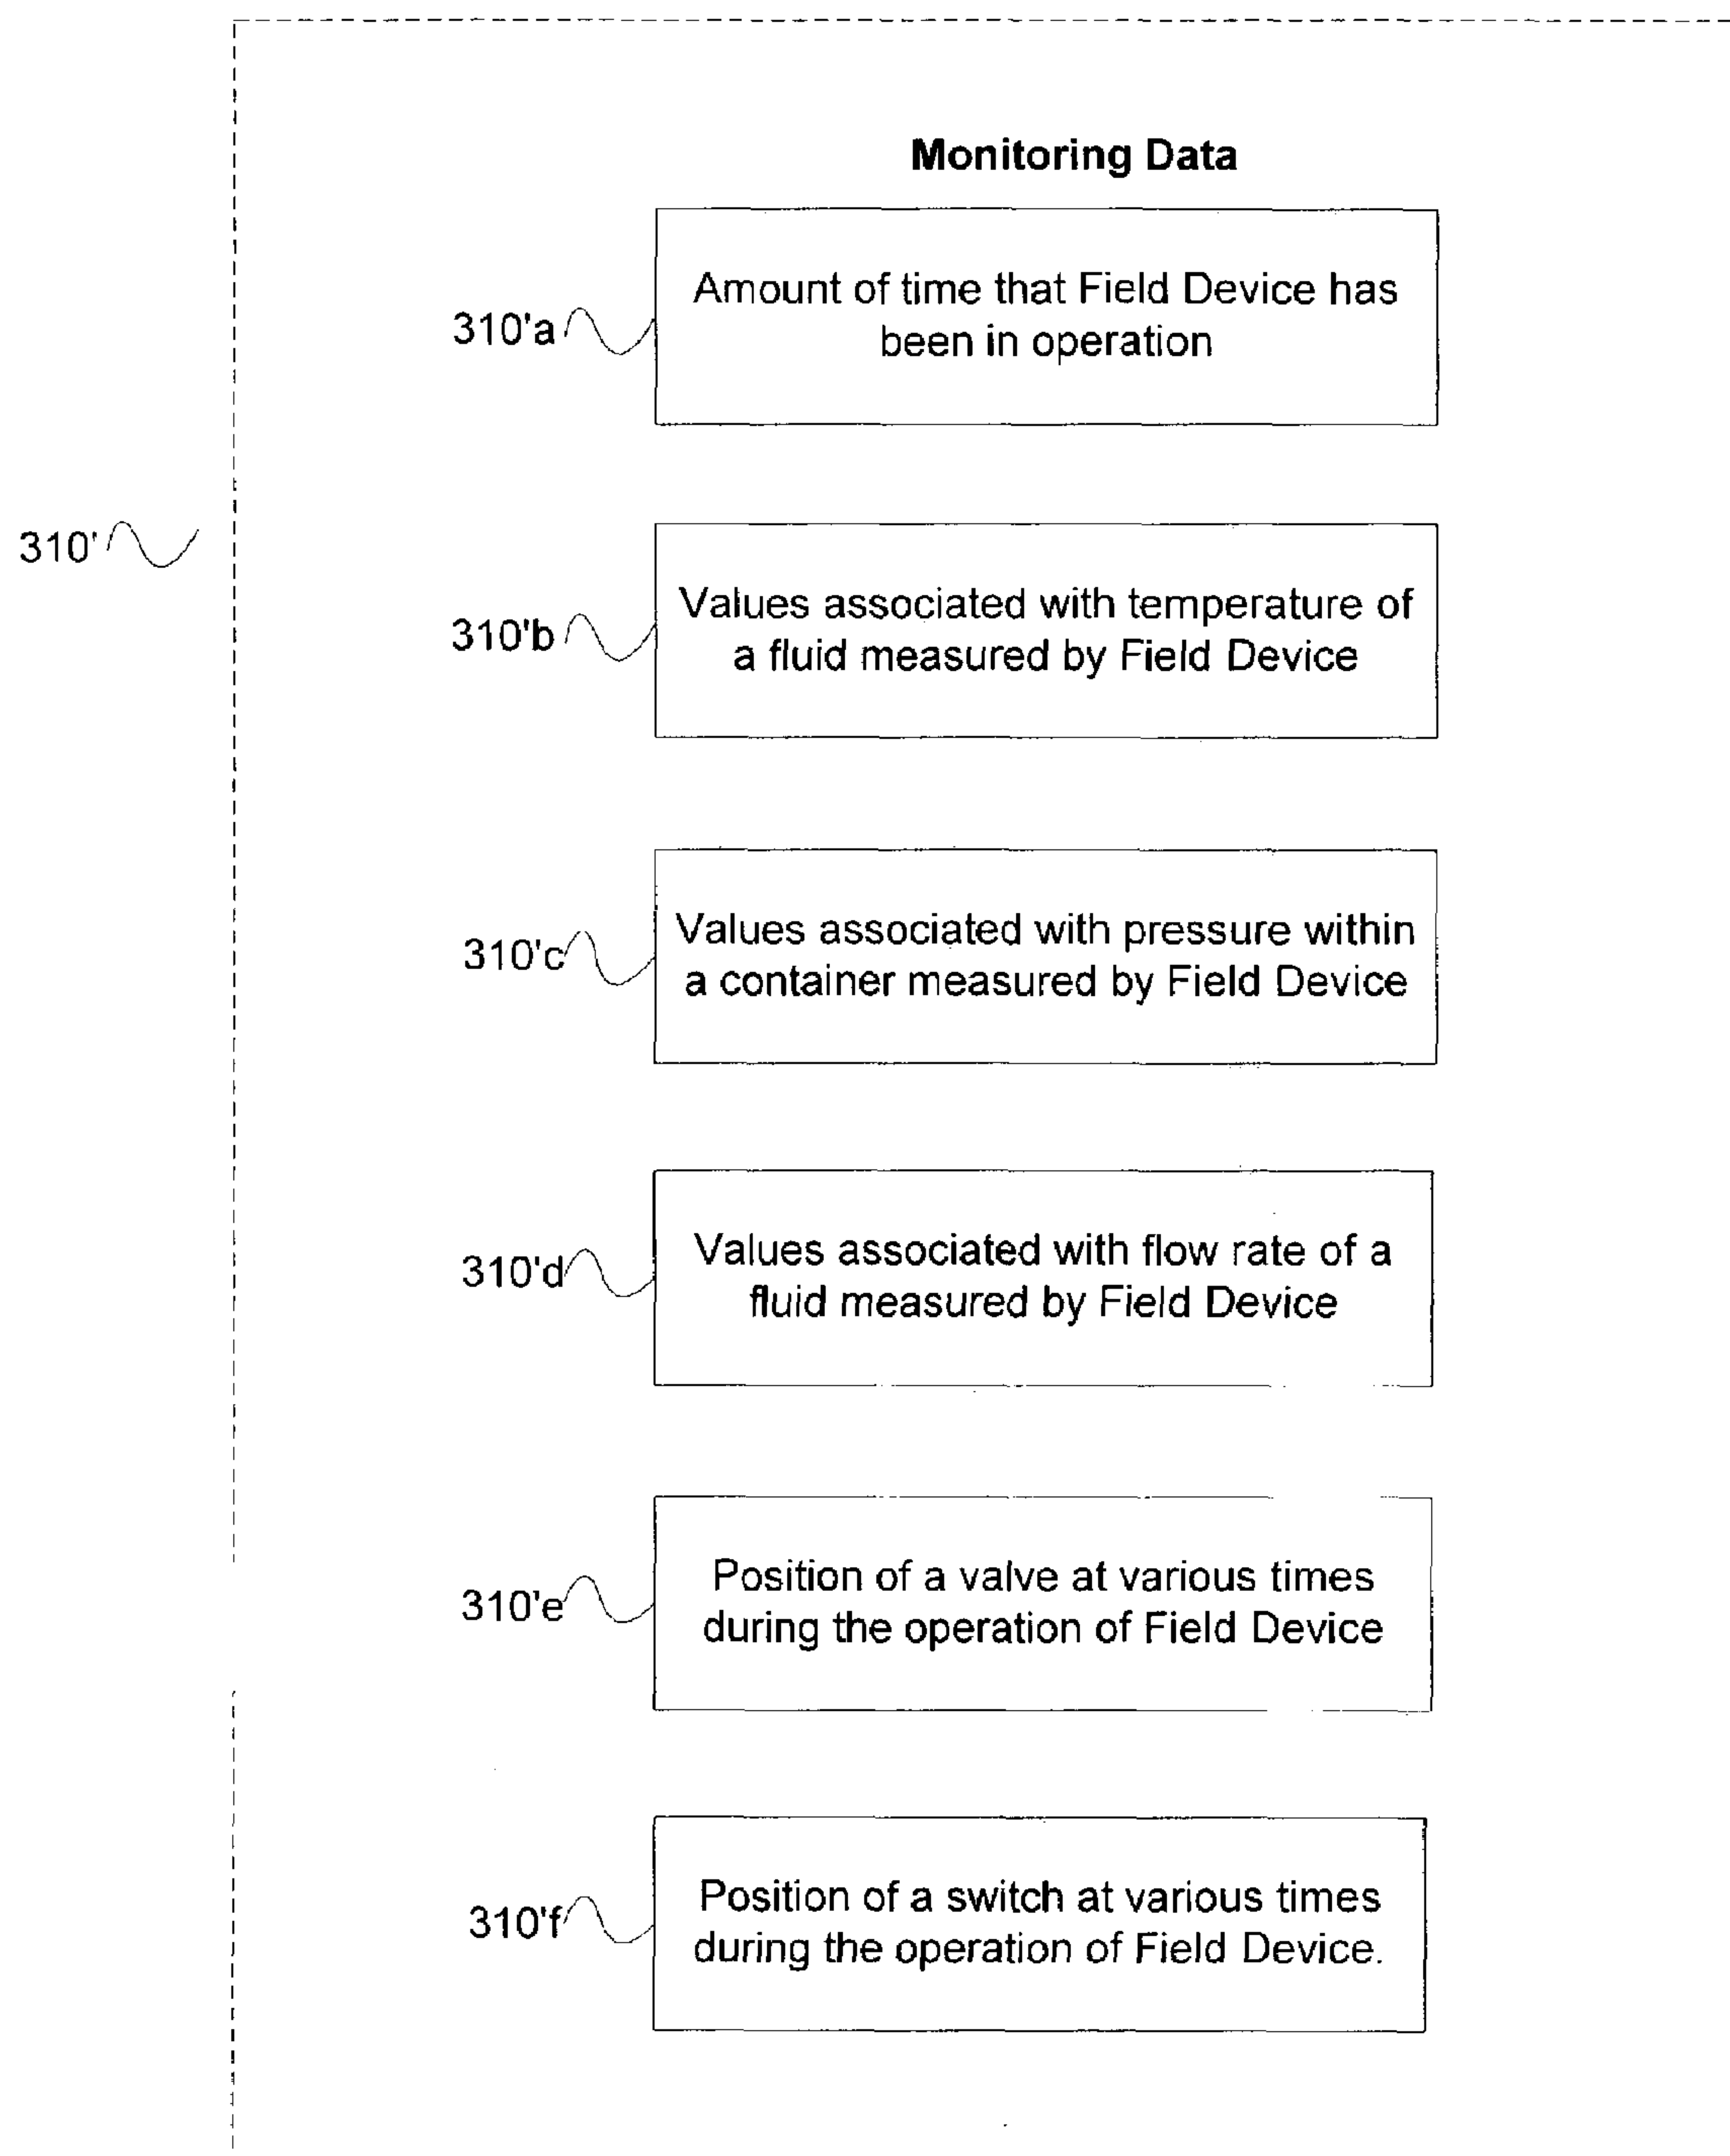 Monitoring Data
310'a
Amount of time that Field Device has
been in operation
310'
310'b
Values associated with temperature of
a fluid measured by Field Device
310'c
Values associated with pressure within
a container measured by Field Device
310'd
Values associated with flow rate of a
fluid measured by Field Device
310'e
Position of a valve at various times
during the operation of Field Device
310'f
Position of a switch at various times
during the operation of Field Device.